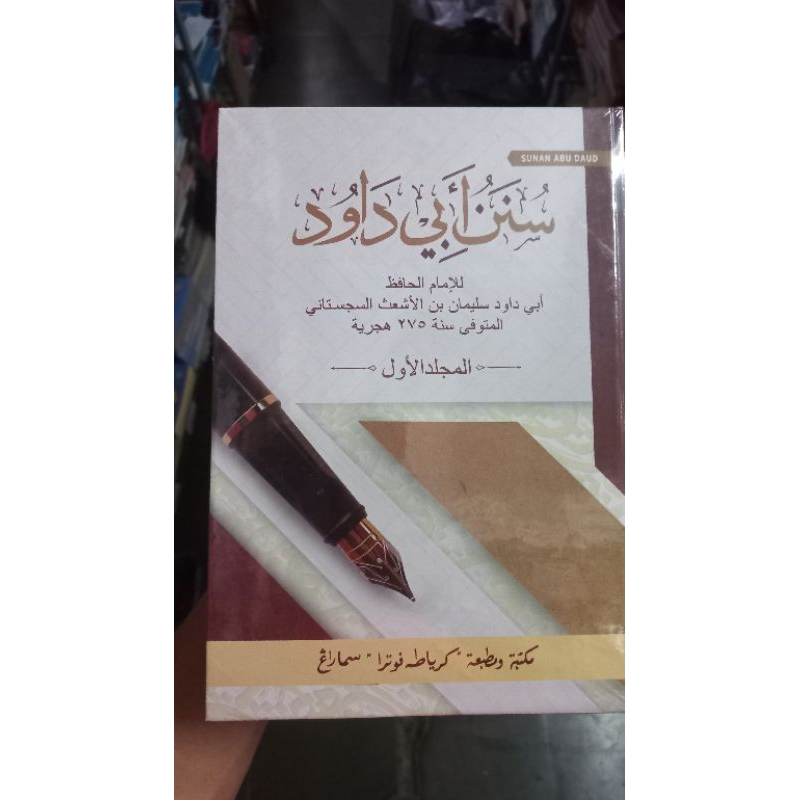 SUNAN ABU DAUD
سُنَنُ أَبِي دَاوُد
للإمام الحافظ
أبي داود سليمان بن الأشعث السجستاني
المتوفى سنة ٢٧٥ هجرية
المجلد الأول
مكتبة ومطبعة "كرياطه فوترا" سماراڠ